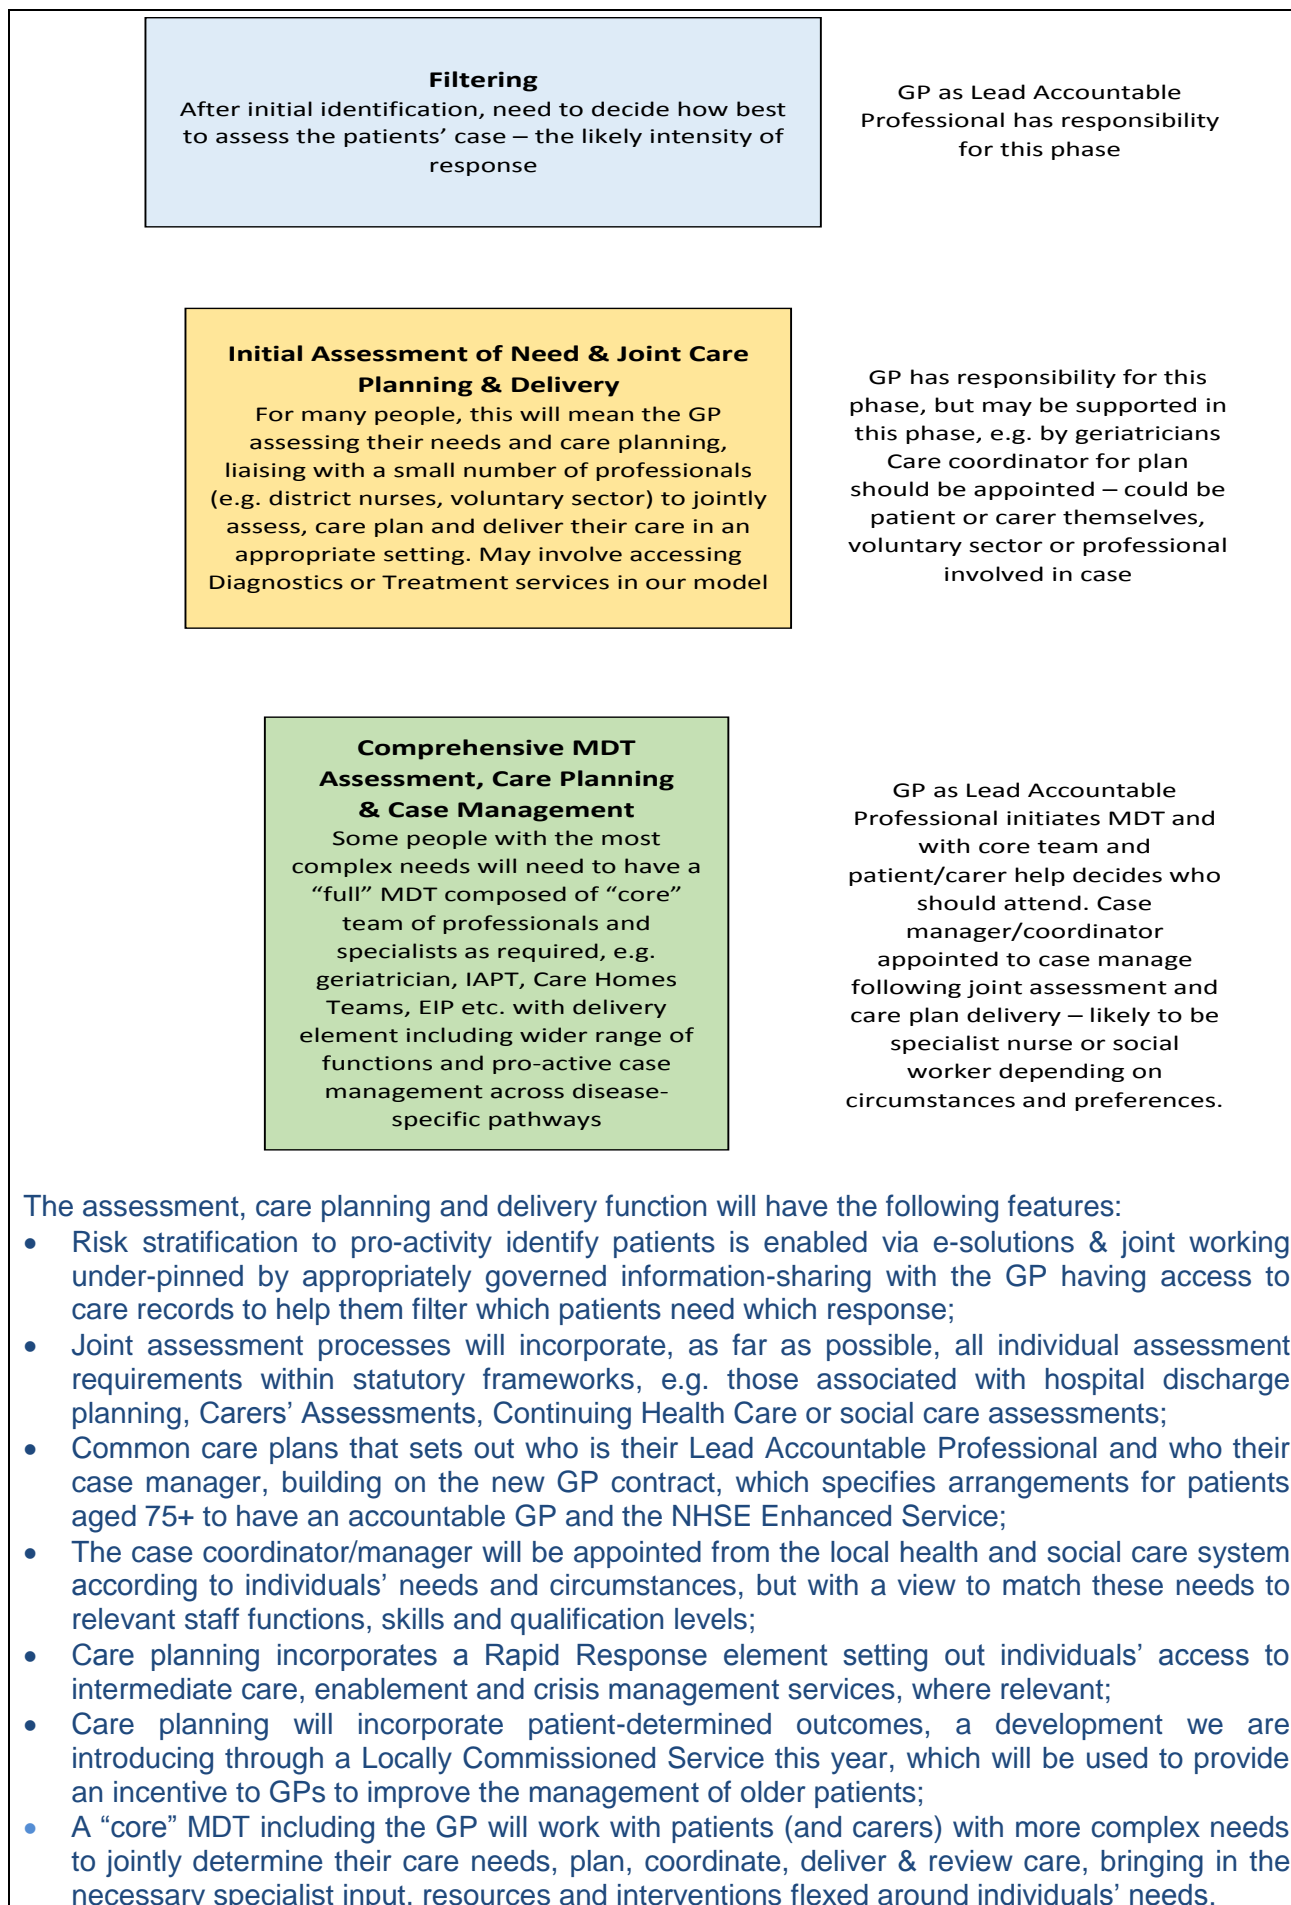 Filtering
After initial identification, need to decide how best
to assess the patients’ case – the likely intensity of
response
GP as Lead Accountable
Professional has responsibility
for this phase
Initial Assessment of Need & Joint Care
Planning & Delivery
For many people, this will mean the GP
assessing their needs and care planning,
liaising with a small number of professionals
(e.g. district nurses, voluntary sector) to jointly
assess, care plan and deliver their care in an
appropriate setting. May involve accessing
Diagnostics or Treatment services in our model
GP has responsibility for this
phase, but may be supported in
this phase, e.g. by geriatricians
Care coordinator for plan
should be appointed – could be
patient or carer themselves,
voluntary sector or professional
involved in case
Comprehensive MDT
Assessment, Care Planning
& Case Management
Some people with the most
complex needs will need to have a
“full” MDT composed of “core”
team of professionals and
specialists as required, e.g.
geriatrician, IAPT, Care Homes
Teams, EIP etc. with delivery
element including wider range of
functions and pro-active case
management across disease-
specific pathways
GP as Lead Accountable
Professional initiates MDT and
with core team and
patient/carer help decides who
should attend. Case
manager/coordinator
appointed to case manage
following joint assessment and
care plan delivery – likely to be
specialist nurse or social
worker depending on
circumstances and preferences.
The assessment, care planning and delivery function will have the following features:
• Risk stratification to pro-activity identify patients is enabled via e-solutions & joint working
under-pinned by appropriately governed information-sharing with the GP having access to
care records to help them filter which patients need which response;
• Joint assessment processes will incorporate, as far as possible, all individual assessment
requirements within statutory frameworks, e.g. those associated with hospital discharge
planning, Carers’ Assessments, Continuing Health Care or social care assessments;
• Common care plans that sets out who is their Lead Accountable Professional and who their
case manager, building on the new GP contract, which specifies arrangements for patients
aged 75+ to have an accountable GP and the NHSE Enhanced Service;
• The case coordinator/manager will be appointed from the local health and social care system
according to individuals’ needs and circumstances, but with a view to match these needs to
relevant staff functions, skills and qualification levels;
• Care planning incorporates a Rapid Response element setting out individuals’ access to
intermediate care, enablement and crisis management services, where relevant;
• Care planning will incorporate patient-determined outcomes, a development we are
introducing through a Locally Commissioned Service this year, which will be used to provide
an incentive to GPs to improve the management of older patients;
• A “core” MDT including the GP will work with patients (and carers) with more complex needs
to jointly determine their care needs, plan, coordinate, deliver & review care, bringing in the
necessary specialist input, resources and interventions flexed around individuals’ needs.